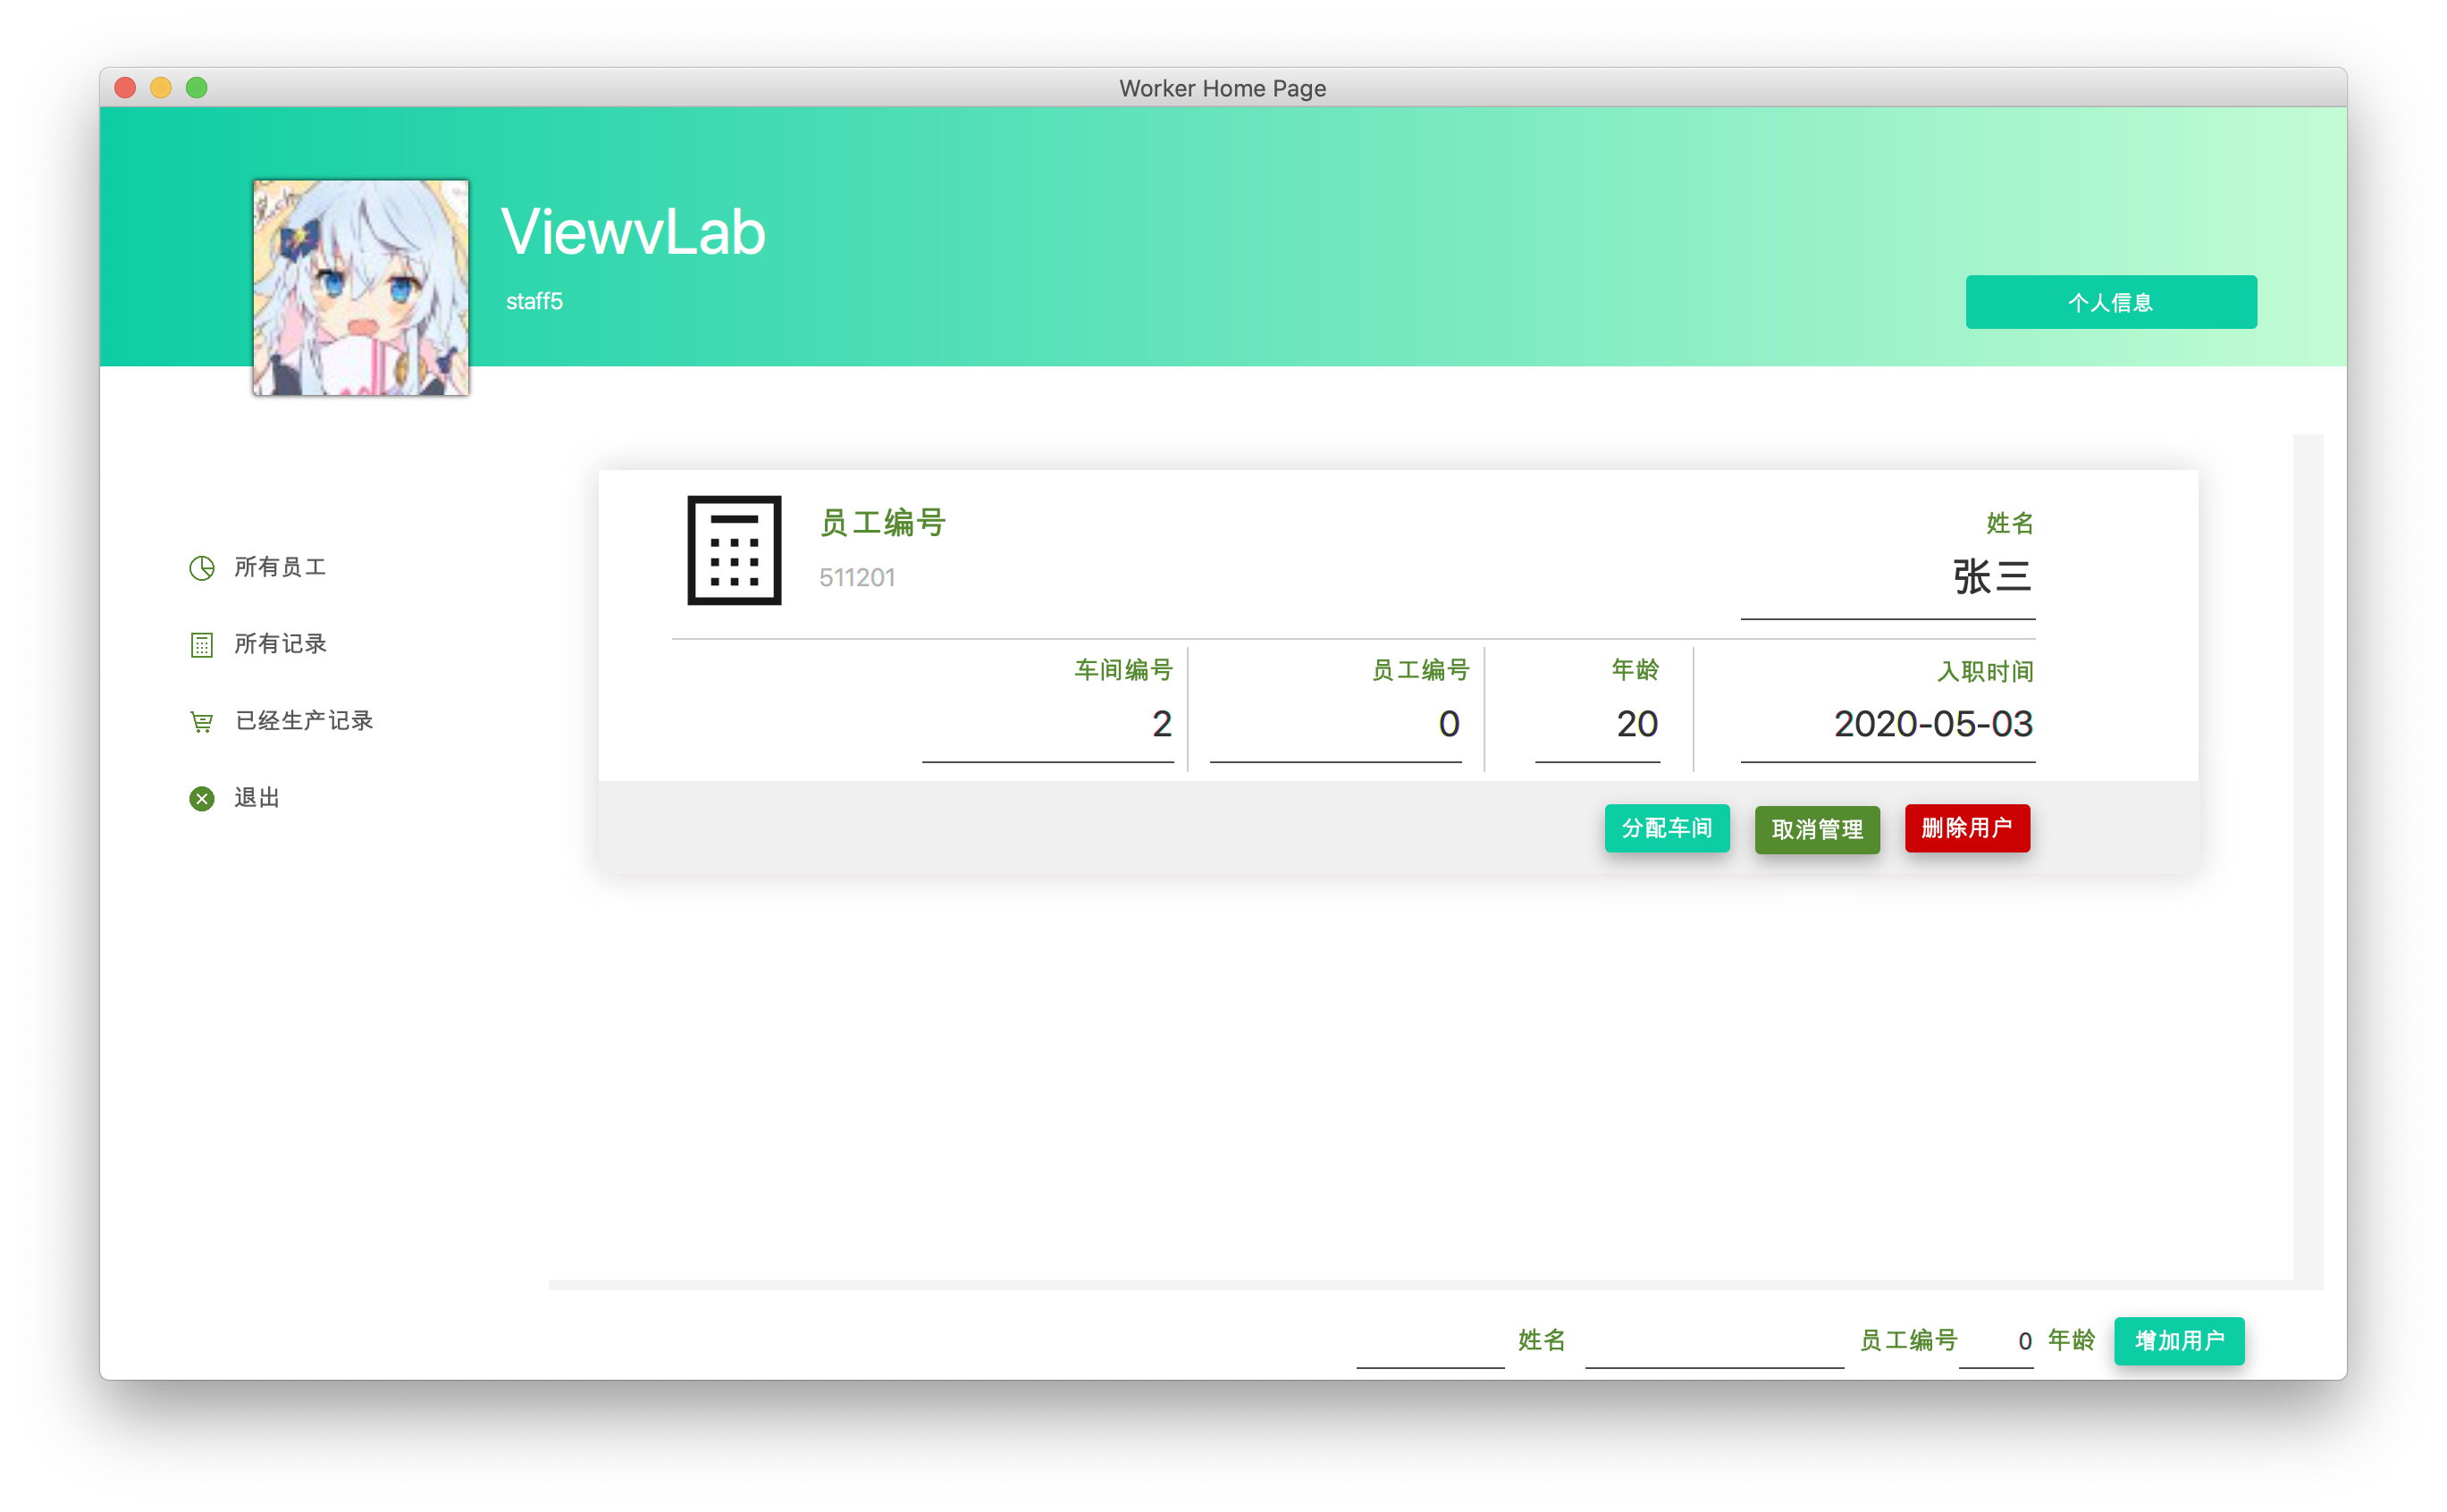 Worker Home Page
ViewvLab
staff5
个人信息
所有员工
所有记录
已经生产记录
退出
员工编号
511201
姓名
张三
车间编号 员工编号 年龄 入职时间
2 0 20 2020-05-03
分配车间 取消管理 删除用户
姓名 员工编号 0 年龄 增加用户